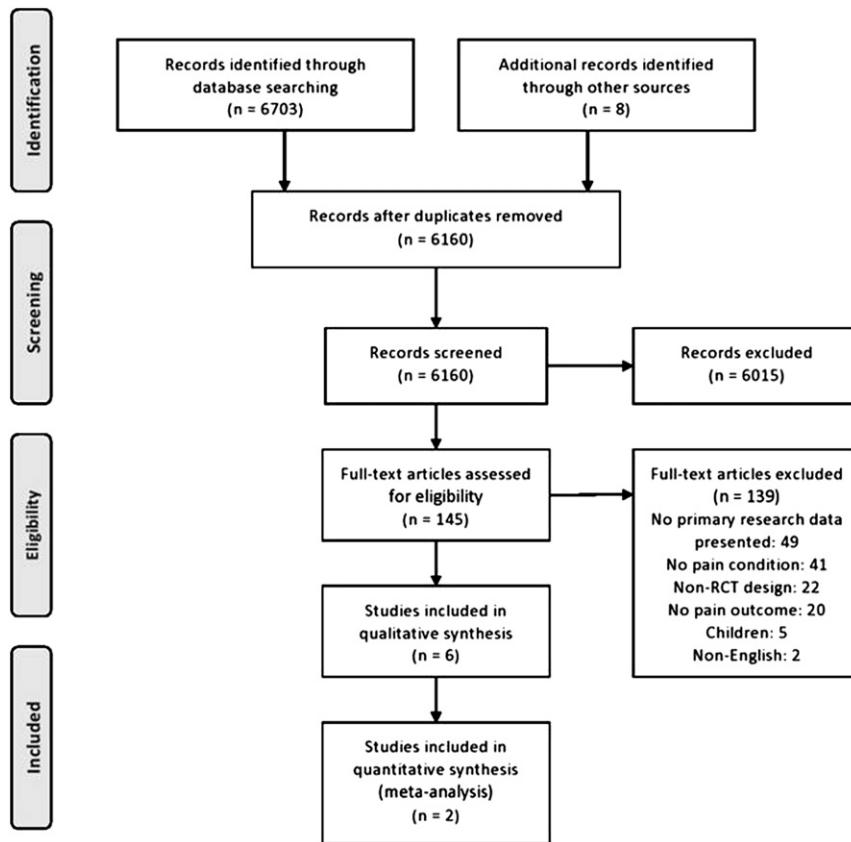 Identification
Records identified through
database searching
(n = 6703)
Additional records identified
through other sources
(n = 8)
Records after duplicates removed
(n = 6160)
Screening
Records screened
(n = 6160)
Records excluded
(n = 6015)
Eligibility
Full-text articles assessed
for eligibility
(n = 145)
Full-text articles excluded
(n = 139)
No primary research data
presented: 49
No pain condition: 41
Non-RCT design: 22
No pain outcome: 20
Children: 5
Non-English: 2
Studies included in
qualitative synthesis
(n = 6)
Included
Studies included in
quantitative synthesis
(meta-analysis)
(n = 2)